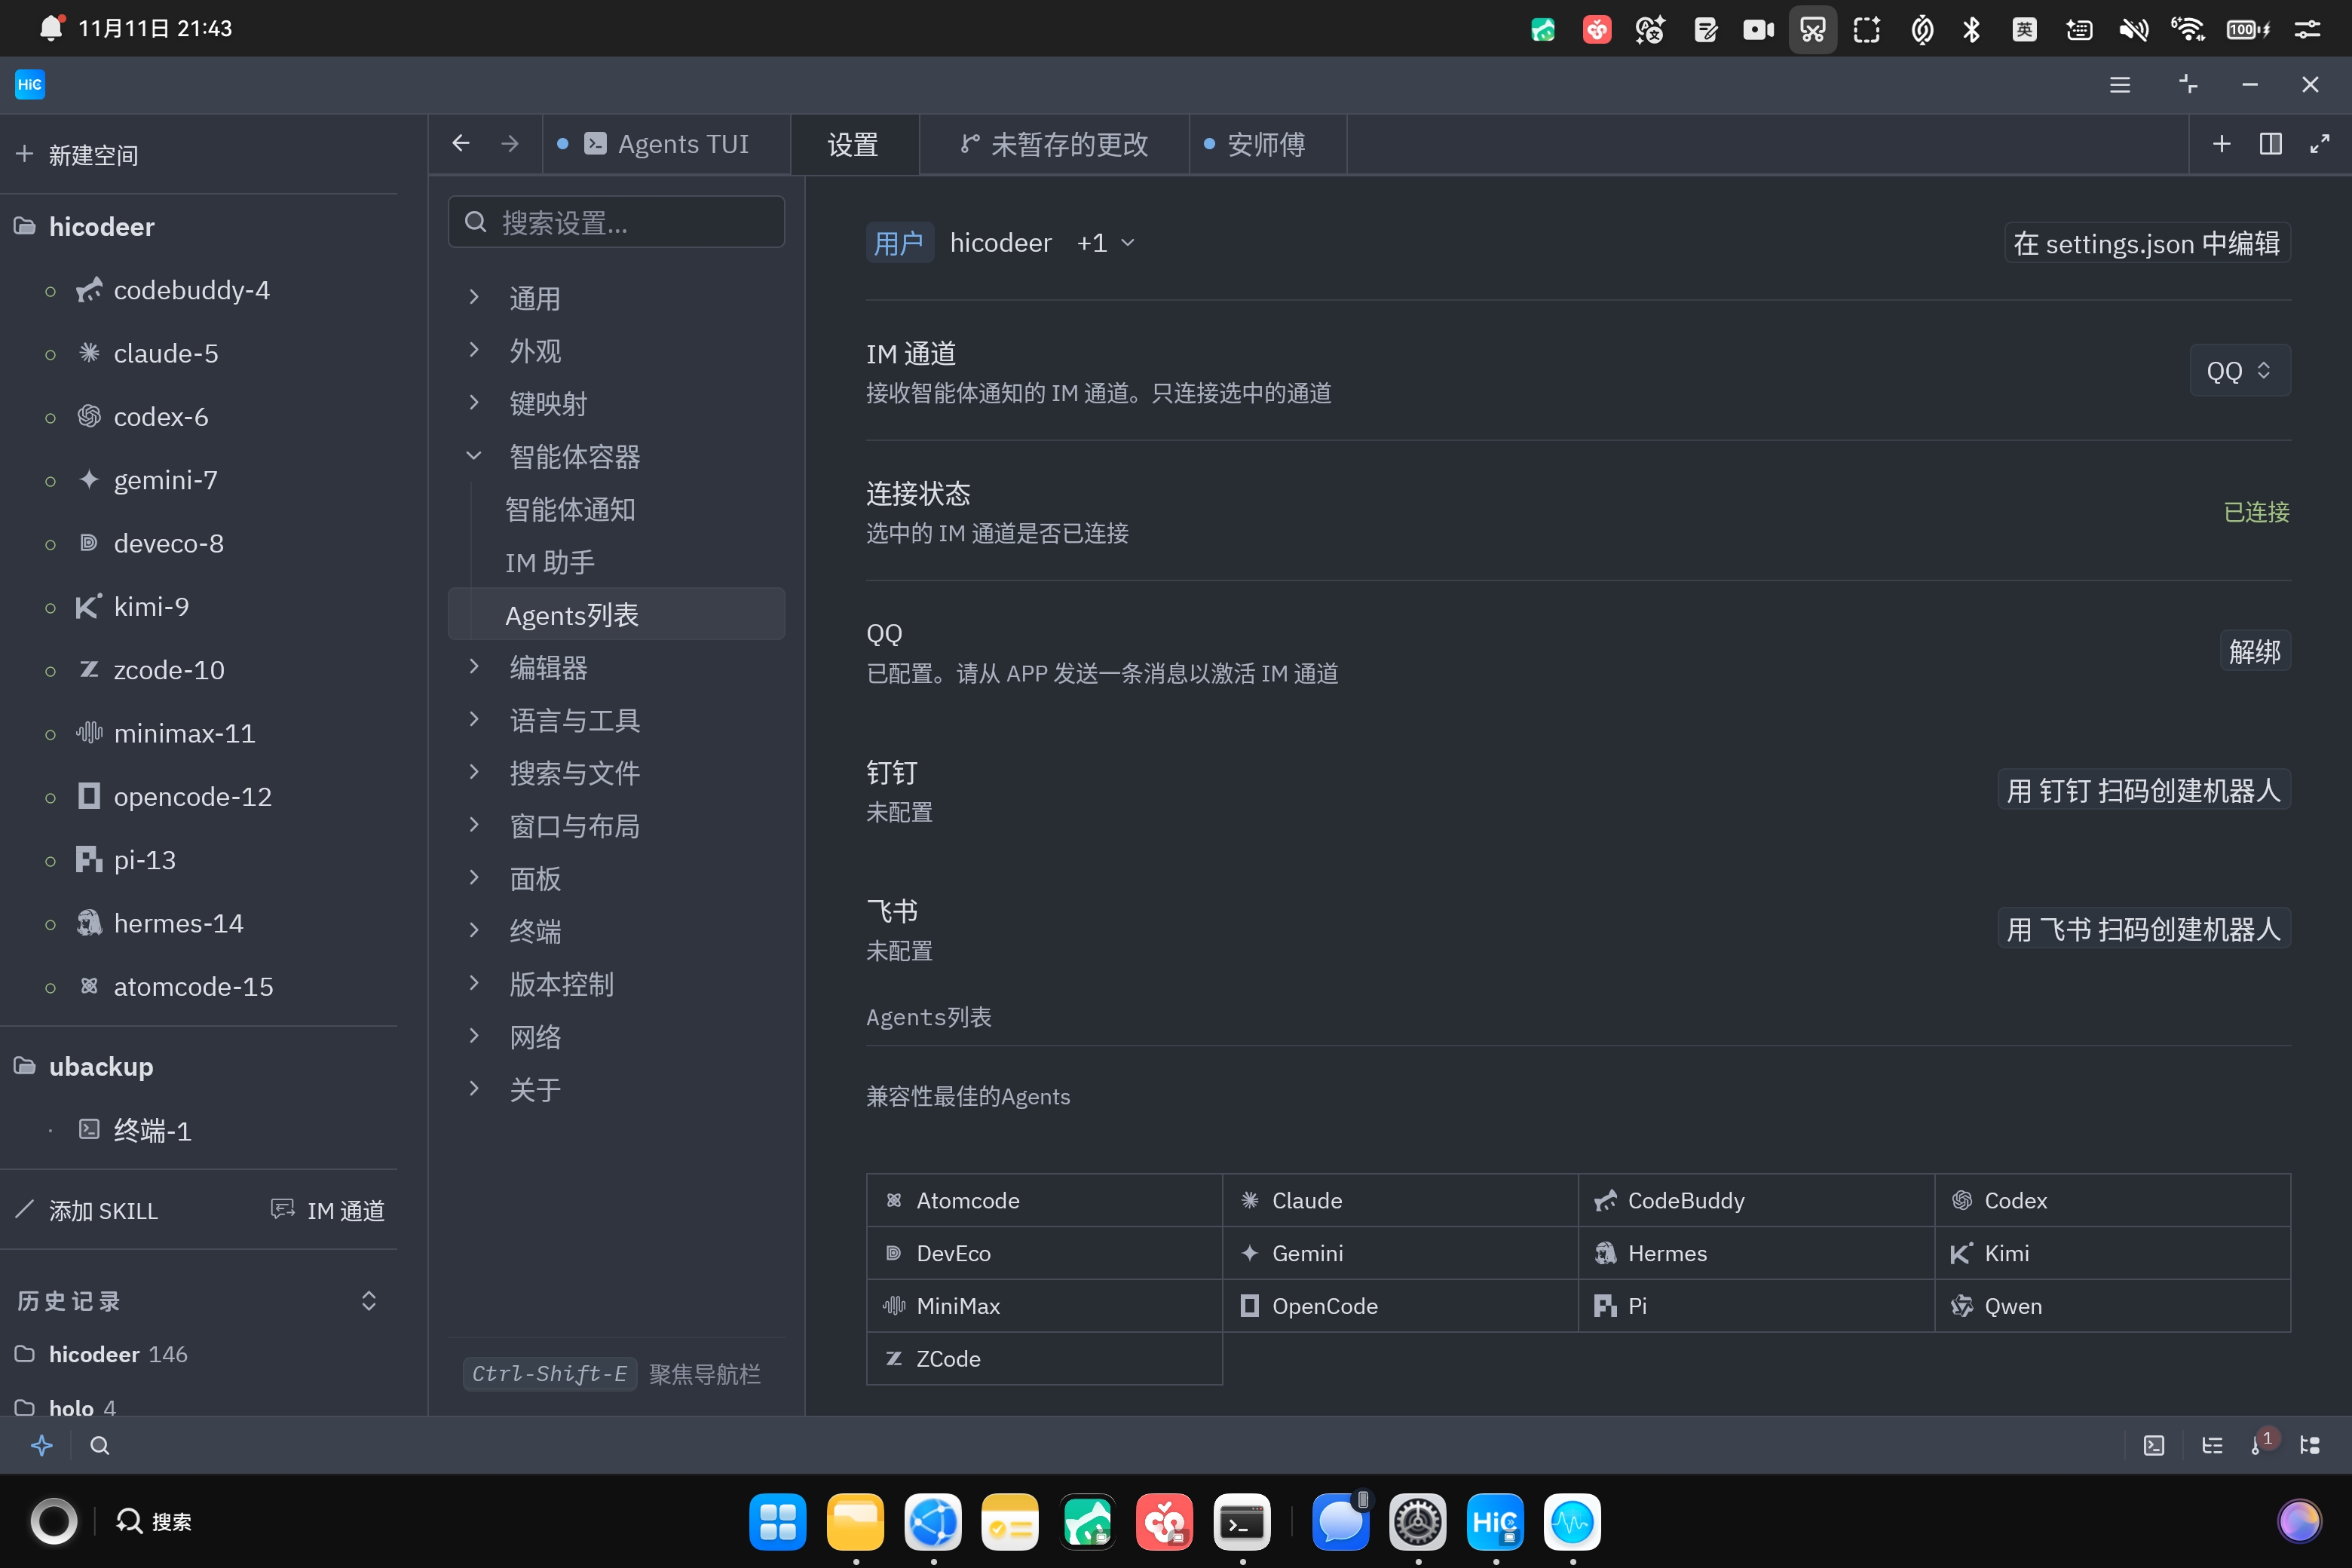 11月11日 21:43
英
100
HiC
新建空间
hicodeer
codebuddy-4
claude-5
codex-6
gemini-7
deveco-8
kimi-9
zcode-10
minimax-11
opencode-12
pi-13
hermes-14
atomcode-15
ubackup
终端-1
添加 SKILL
IM 通道
历史记录
hicodeer 146
holo 4
Agents TUI
设置
未暂存的更改
安师傅
搜索设置...
通用
外观
键映射
智能体容器
智能体通知
IM 助手
Agents列表
编辑器
语言与工具
搜索与文件
窗口与布局
面板
终端
版本控制
网络
关于
Ctrl-Shift-E 聚焦导航栏
用户 hicodeer +1
在 settings.json 中编辑
IM 通道
接收智能体通知的 IM 通道。只连接选中的通道
QQ
连接状态
选中的 IM 通道是否已连接
已连接
QQ
已配置。请从 APP 发送一条消息以激活 IM 通道
解绑
钉钉
未配置
用 钉钉 扫码创建机器人
飞书
未配置
用 飞书 扫码创建机器人
Agents列表
兼容性最佳的Agents
Atomcode Claude CodeBuddy Codex
DevEco Gemini Hermes Kimi
MiniMax OpenCode Pi Qwen
ZCode
1
搜索
HiC